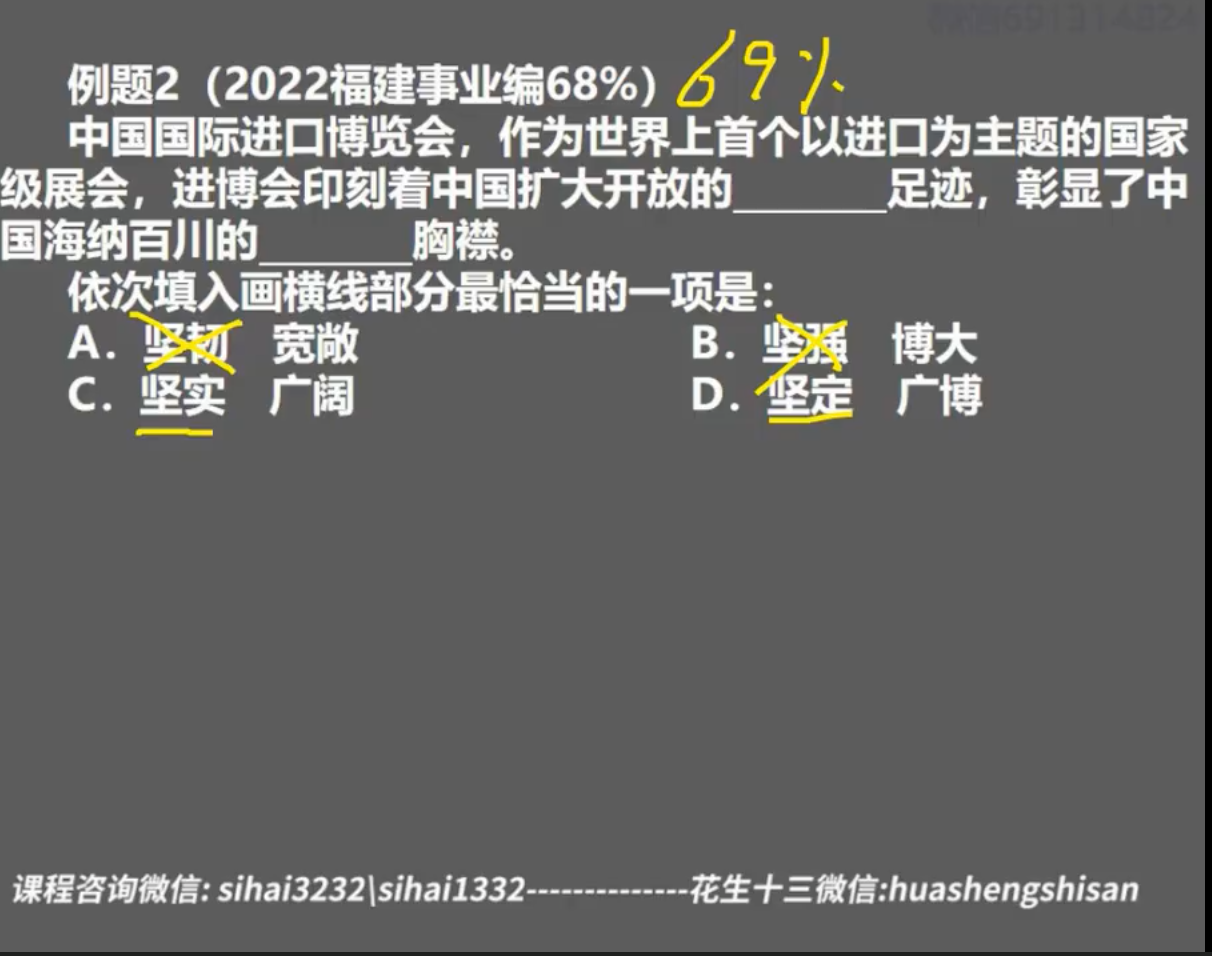 例题2（2022福建事业编68%）69%
中国国际进口博览会，作为世界上首个以进口为主题的国家
级展会，进博会印刻着中国扩大开放的______足迹，彰显了中
国海纳百川的______胸襟。
依次填入画横线部分最恰当的一项是：
A．坚韧 宽敞 B．坚强 博大
C．坚实 广阔 D．坚定 广博
课程咨询微信: sihai3232|sihai1332--------------花生十三微信:huashengshisan